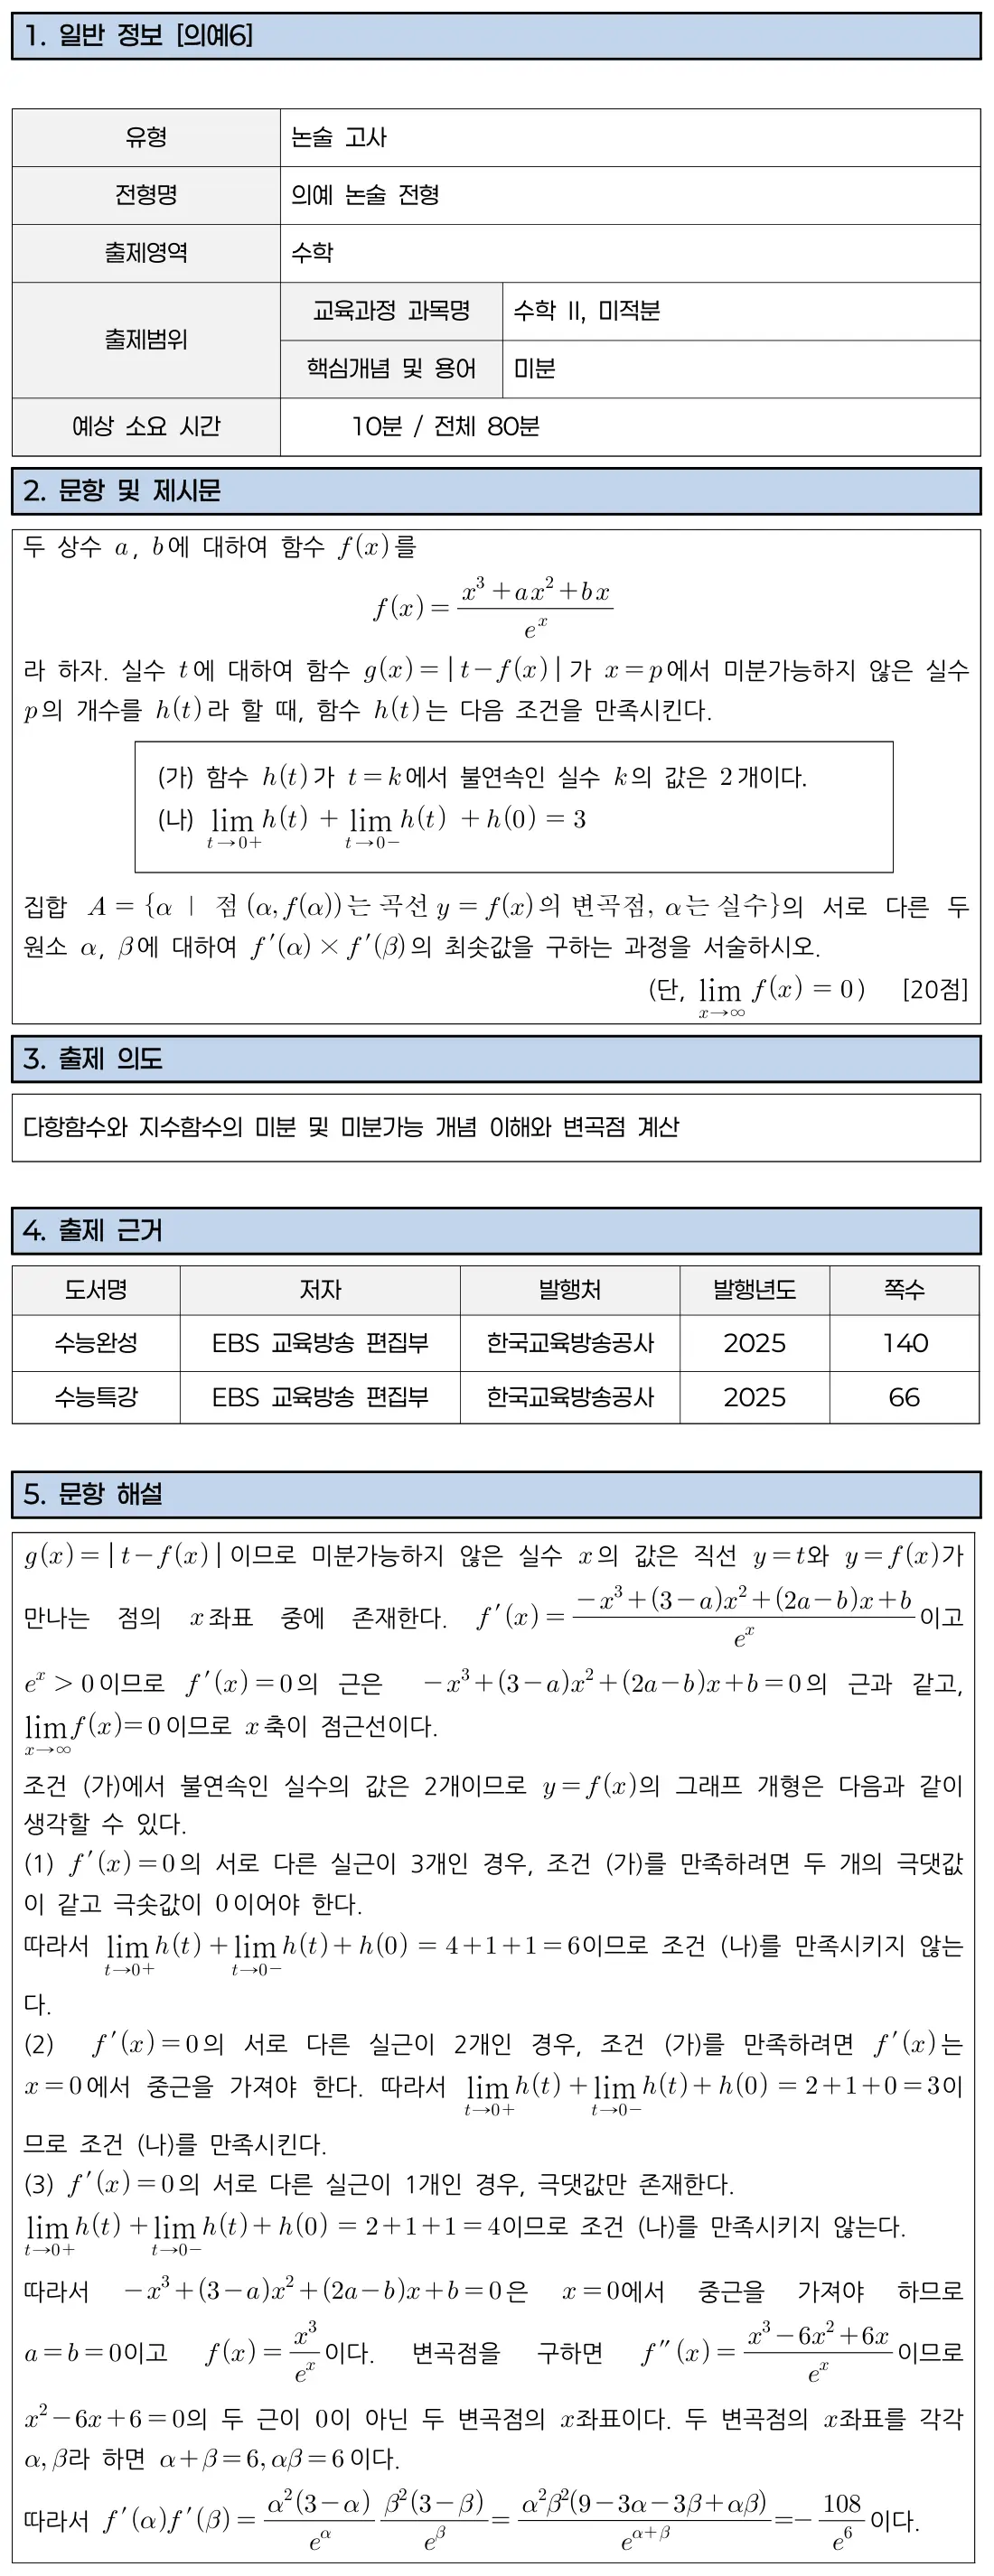 1. 일반 정보 [의예6]
유형 논술 고사
전형명 의예 논술 전형
출제영역 수학
출제범위 교육과정 과목명 수학 II, 미적분
핵심개념 및 용어 미분
예상 소요 시간 10분 / 전체 80분
2. 문항 및 제시문
두 상수 a, b에 대하여 함수 f(x)를
f(x) = \frac{x^3+ax^2+bx}{e^x}
라 하자. 실수 t에 대하여 함수 g(x)=|t-f(x)|가 x=p에서 미분가능하지 않은 실수
p의 개수를 h(t)라 할 때, 함수 h(t)는 다음 조건을 만족시킨다.
(가) 함수 h(t)가 t=k에서 불연속인 실수 k의 값은 2개이다.
(나) \lim_{t→0+} h(t) + \lim_{t→0-} h(t) + h(0) = 3
집합 A = {α | 점 (α, f(α))는 곡선 y = f(x)의 변곡점, α는 실수}의 서로 다른 두
원소 α, β에 대하여 f'(α)×f'(β)의 최솟값을 구하는 과정을 서술하시오.
(단, \lim_{x→∞} f(x) = 0) [20점]
3. 출제 의도
다항함수와 지수함수의 미분 및 미분가능 개념 이해와 변곡점 계산
4. 출제 근거
도서명 저자 발행처 발행년도 쪽수
수능완성 EBS 교육방송 편집부 한국교육방송공사 2025 140
수능특강 EBS 교육방송 편집부 한국교육방송공사 2025 66
5. 문항 해설
g(x)=|t-f(x)|이므로 미분가능하지 않은 실수 x의 값은 직선 y=t와 y=f(x)가
만나는 점의 x좌표 중에 존재한다. f'(x) = \frac{-x^3+(3-a)x^2+(2a-b)x+b}{e^x}이고
e^x > 0이므로 f'(x)=0의 근은 -x^3+(3-a)x^2+(2a-b)x+b=0의 근과 같고,
\lim_{x→∞} f(x)=0이므로 x축이 점근선이다.
조건 (가)에서 불연속인 실수의 값은 2개이므로 y=f(x)의 그래프 개형은 다음과 같이
생각할 수 있다.
(1) f'(x)=0의 서로 다른 실근이 3개인 경우, 조건 (가)를 만족하려면 두 개의 극댓값
이 같고 극솟값이 0이어야 한다.
따라서 \lim_{t→0+} h(t) + \lim_{t→0-} h(t) + h(0) = 4+1+1=6이므로 조건 (나)를 만족시키지 않는
다.
(2) f'(x)=0의 서로 다른 실근이 2개인 경우, 조건 (가)를 만족하려면 f'(x)는
x=0에서 중근을 가져야 한다. 따라서 \lim_{t→0+} h(t) + \lim_{t→0-} h(t) + h(0) = 2+1+0=3이
므로 조건 (나)를 만족시킨다.
(3) f'(x)=0의 서로 다른 실근이 1개인 경우, 극댓값만 존재한다.
\lim_{t→0+} h(t) + \lim_{t→0-} h(t) + h(0) = 2+1+1=4이므로 조건 (나)를 만족시키지 않는다.
따라서 -x^3+(3-a)x^2+(2a-b)x+b=0은 x=0에서 중근을 가져야 하므로
a=b=0이고 f(x) = \frac{x^3}{e^x}이다. 변곡점을 구하면 f''(x) = \frac{x^3-6x^2+6x}{e^x}이므로
x^2-6x+6=0의 두 근이 0이 아닌 두 변곡점의 x좌표이다. 두 변곡점의 x좌표를 각각
α, β라 하면 α+β=6, αβ=6이다.
따라서 f'(α)f'(β) = \frac{α^2(3-α)}{e^α} \frac{β^2(3-β)}{e^β} = \frac{α^2β^2(9-3α-3β+αβ)}{e^{α+β}} = -\frac{108}{e^6}이다.